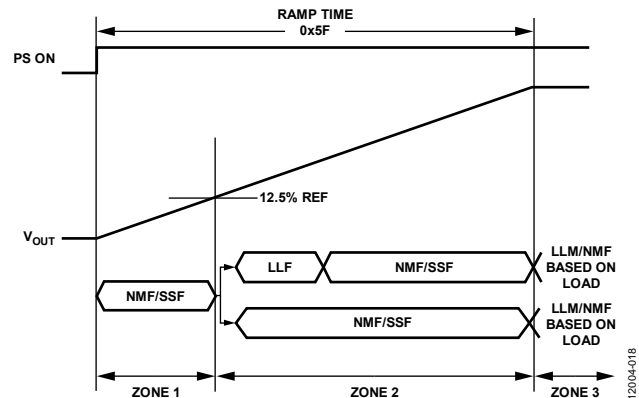 RAMP TIME
0x5F
PS ON
12.5% REF
V_OUT
LLF
NMF/SSF
LLM/NMF
BASED ON
LOAD
NMF/SSF
NMF/SSF
LLM/NMF
BASED ON
LOAD
ZONE 1
ZONE 2
ZONE 3
12004-018